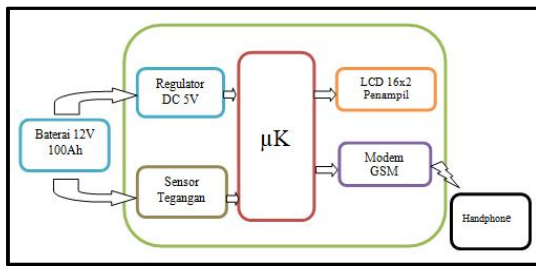 Regulator
DC 5V
LCD 16x2
Penampil
Baterai 12V
100Ah
µK
Sensor
Tegangan
Modem
GSM
Handphone